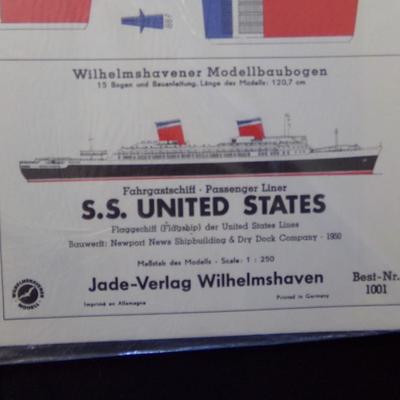 Wilhelmshavener Modellbaubogen
15 Bogen und Bauanleitung, Länge des Modells: 120,7 cm
Fahrgastschiff · Passenger Liner
S.S. UNITED STATES
Flaggschiff (Flagship) der United States Lines
Bauwerft: Newport News Shipbuilding & Dry Dock Company · 1950
Maßstab des Modells · Scale: 1 : 250
Jade-Verlag Wilhelmshaven
Best-Nr.
1001
Imprimé en Allemagne
Printed in Germany
WILHELMSHAVENER
MODELLE